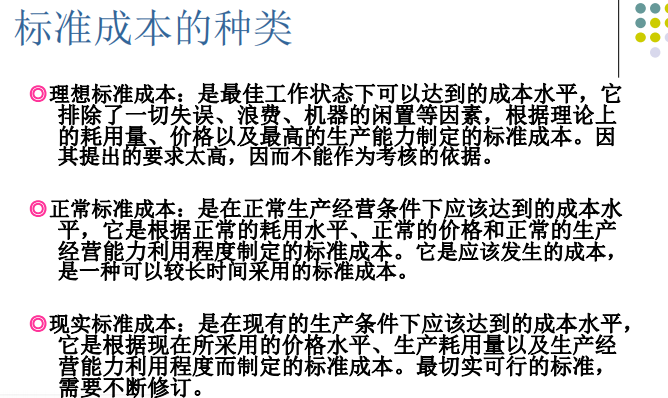 标准成本的种类
◎理想标准成本：是最佳工作状态下可以达到的成本水平，它
排除了一切失误、浪费、机器的闲置等因素，根据理论上
的耗用量、价格以及最高的生产能力制定的标准成本。因
其提出的要求太高，因而不能作为考核的依据。
◎正常标准成本：是在正常生产经营条件下应该达到的成本水
平，它是根据正常的耗用水平、正常的价格和正常的生产
经营能力利用程度制定的标准成本。它是应该发生的成本，
是一种可以较长时间采用的标准成本。
◎现实标准成本：是在现有的生产条件下应该达到的成本水平，
它是根据现在所采用的价格水平、生产耗用量以及生产经
营能力利用程度而制定的标准成本。最切实可行的标准，
需要不断修订。